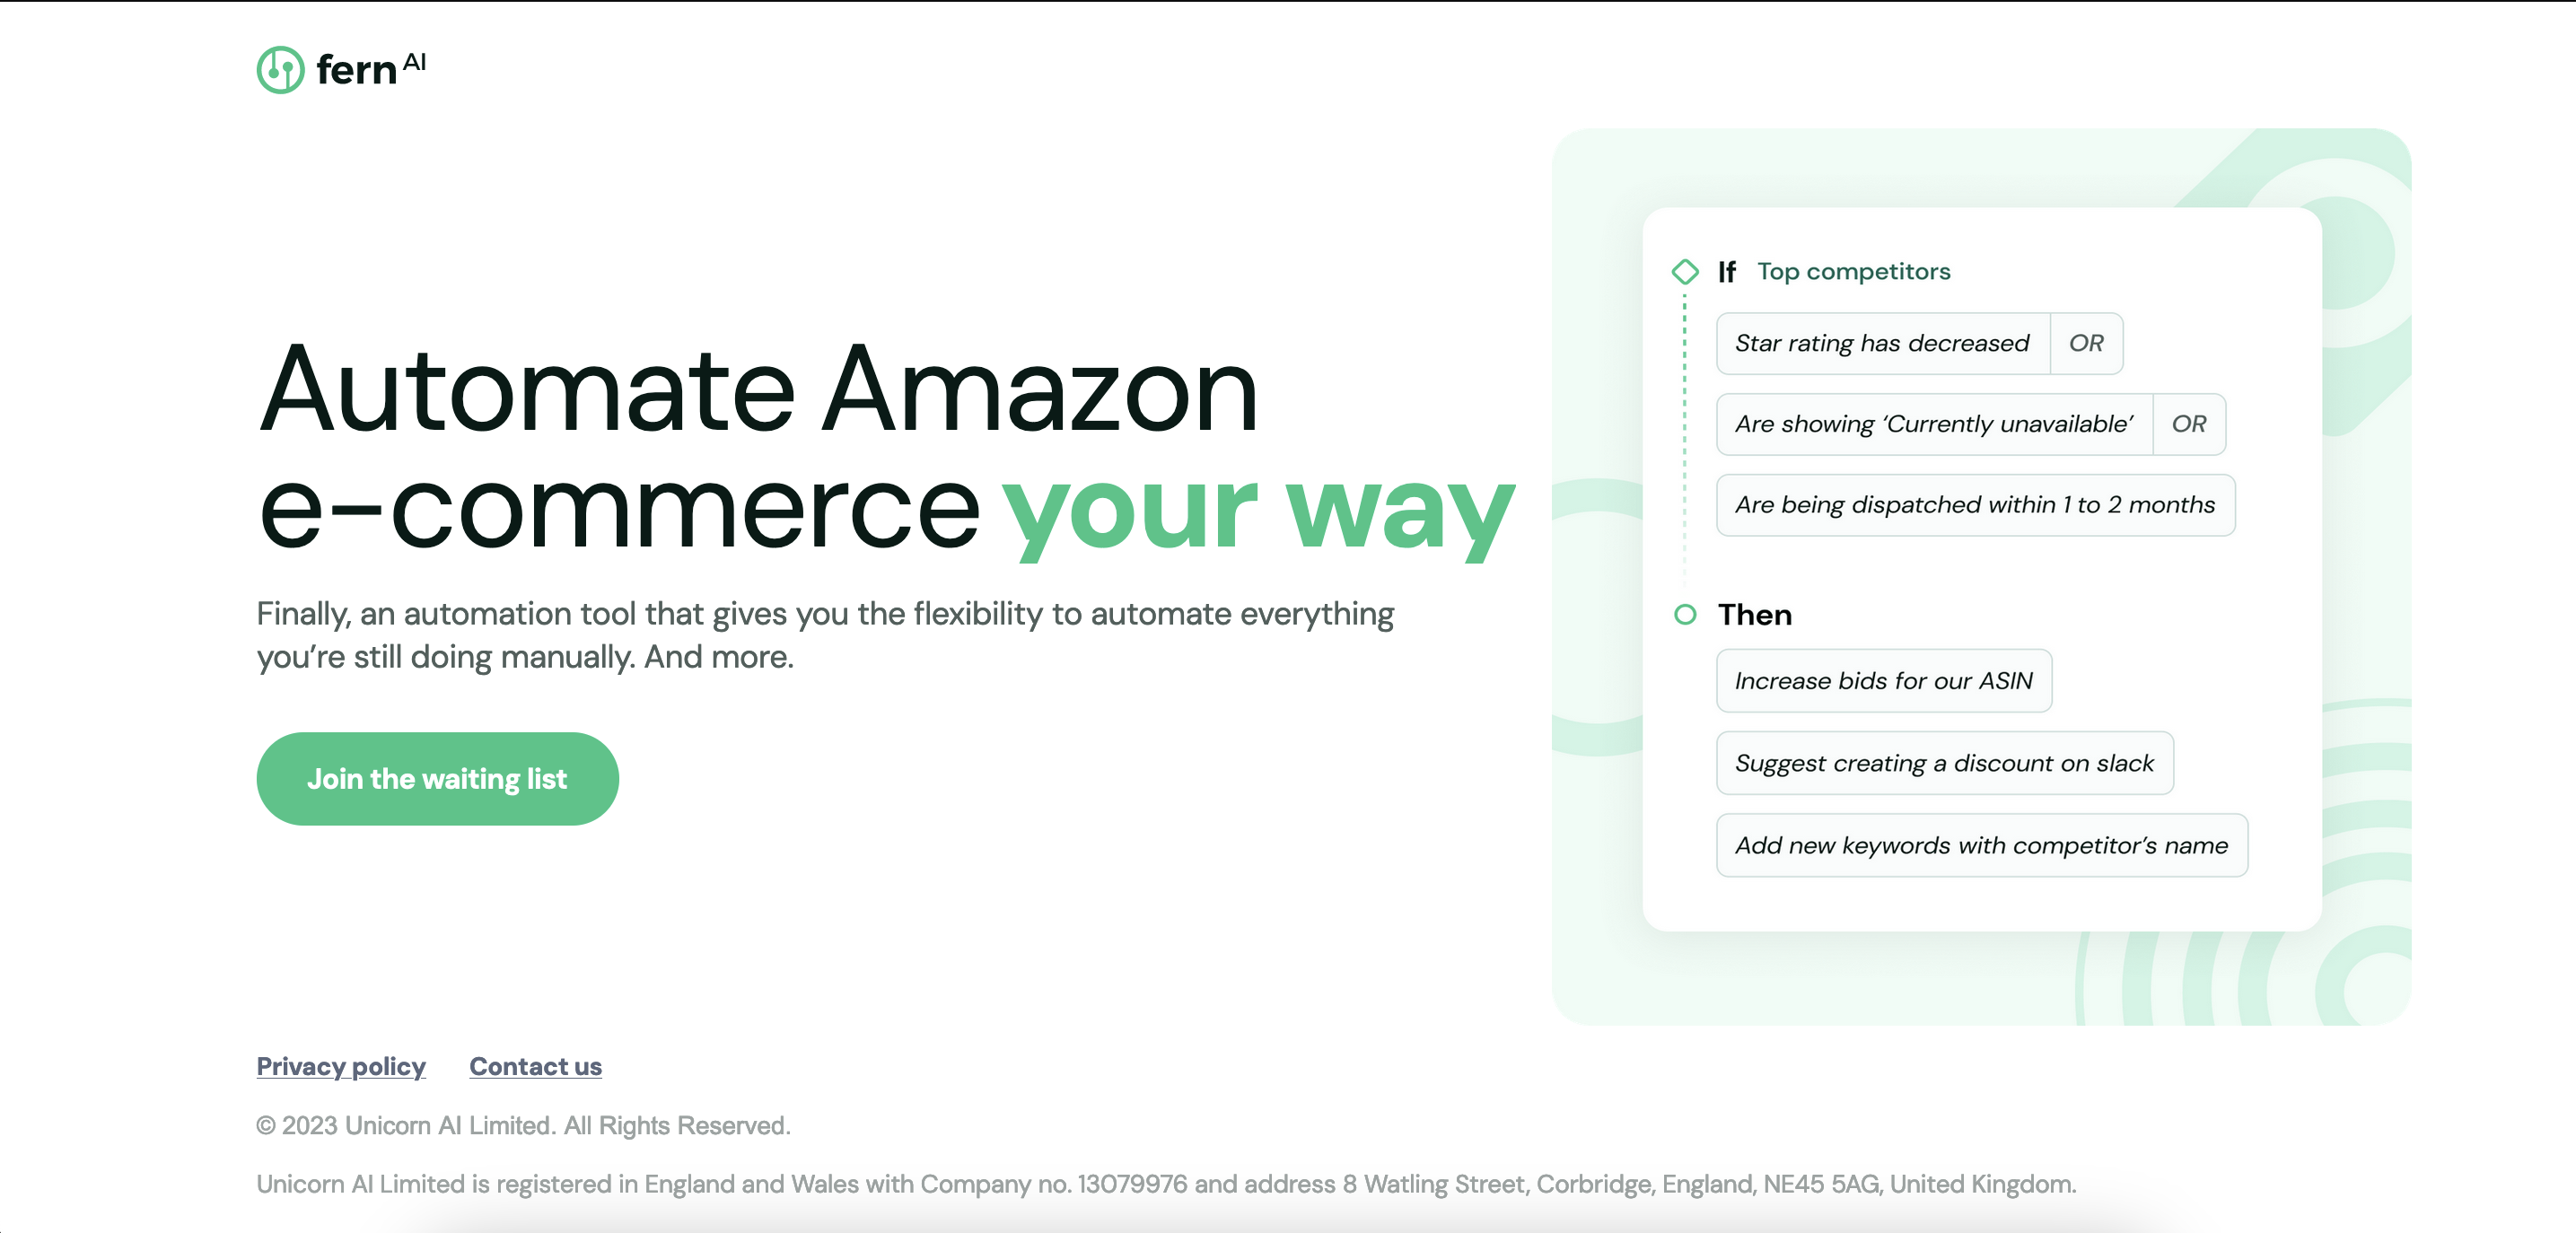 fern AI
Automate Amazon
e-commerce your way
Finally, an automation tool that gives you the flexibility to automate everything
you’re still doing manually. And more.
Join the waiting list
If Top competitors
Star rating has decreased OR
Are showing ‘Currently unavailable’ OR
Are being dispatched within 1 to 2 months
Then
Increase bids for our ASIN
Suggest creating a discount on slack
Add new keywords with competitor’s name
Privacy policy Contact us
© 2023 Unicorn AI Limited. All Rights Reserved.
Unicorn AI Limited is registered in England and Wales with Company no. 13079976 and address 8 Watling Street, Corbridge, England, NE45 5AG, United Kingdom.